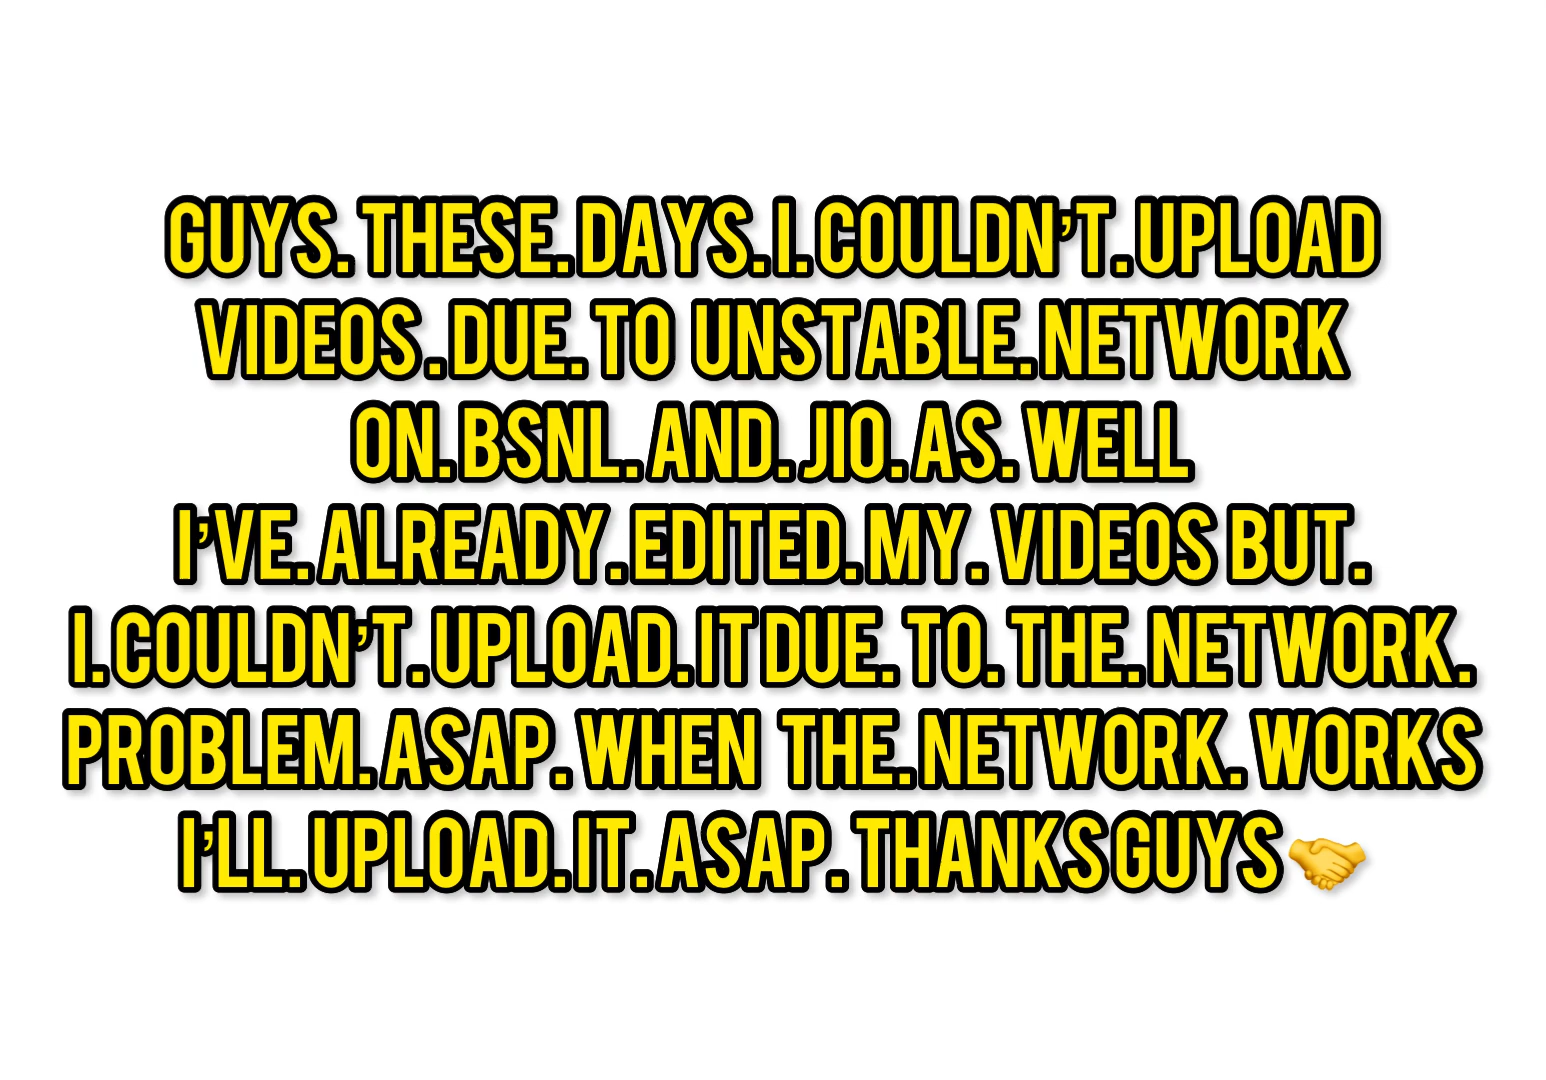 GUYS. THESE. DAYS. I. COULDN'T. UPLOAD
VIDEOS. DUE. TO UNSTABLE. NETWORK
ON. BSNL. AND. JIO. AS. WELL
I'VE. ALREADY. EDITED. MY. VIDEOS BUT.
I. COULDN'T. UPLOAD. IT DUE. TO. THE. NETWORK.
PROBLEM. ASAP. WHEN THE. NETWORK. WORKS
I'LL. UPLOAD. IT. ASAP. THANKS GUYS 🤝